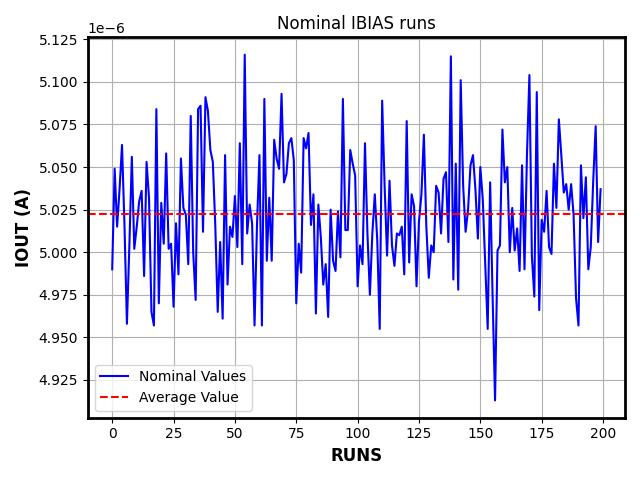 Nominal IBIAS runs
1e−6
5.125
5.100
5.075
5.050
5.025
5.000
4.975
4.950
4.925
IOUT (A)
Nominal Values
Average Value
0 25 50 75 100 125 150 175 200
RUNS